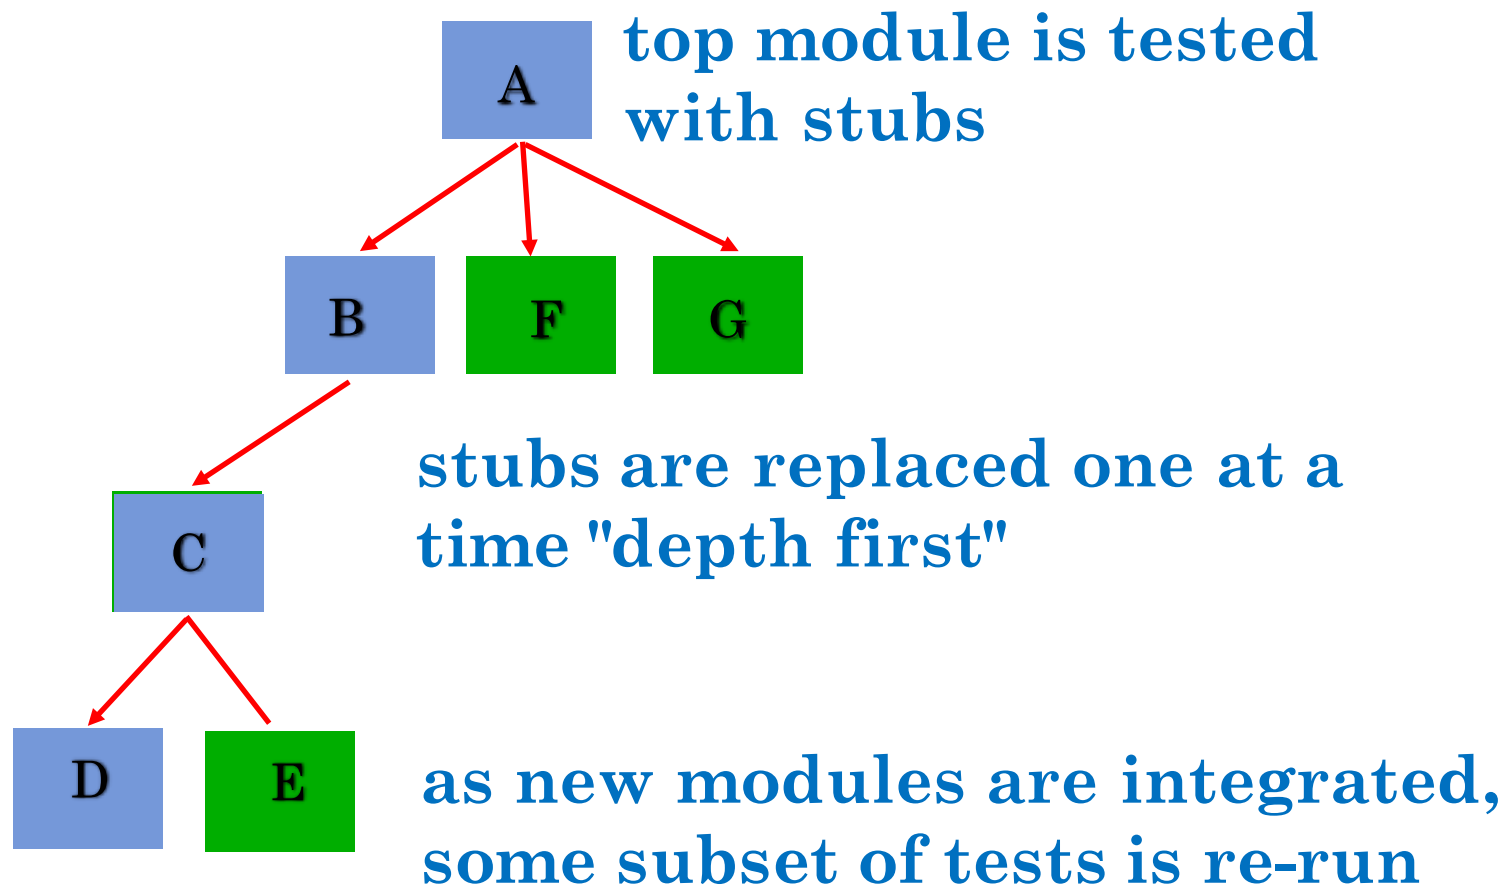 A
top module is tested
with stubs
B
F
G
stubs are replaced one at a
time "depth first"
C
D
E
as new modules are integrated,
some subset of tests is re-run